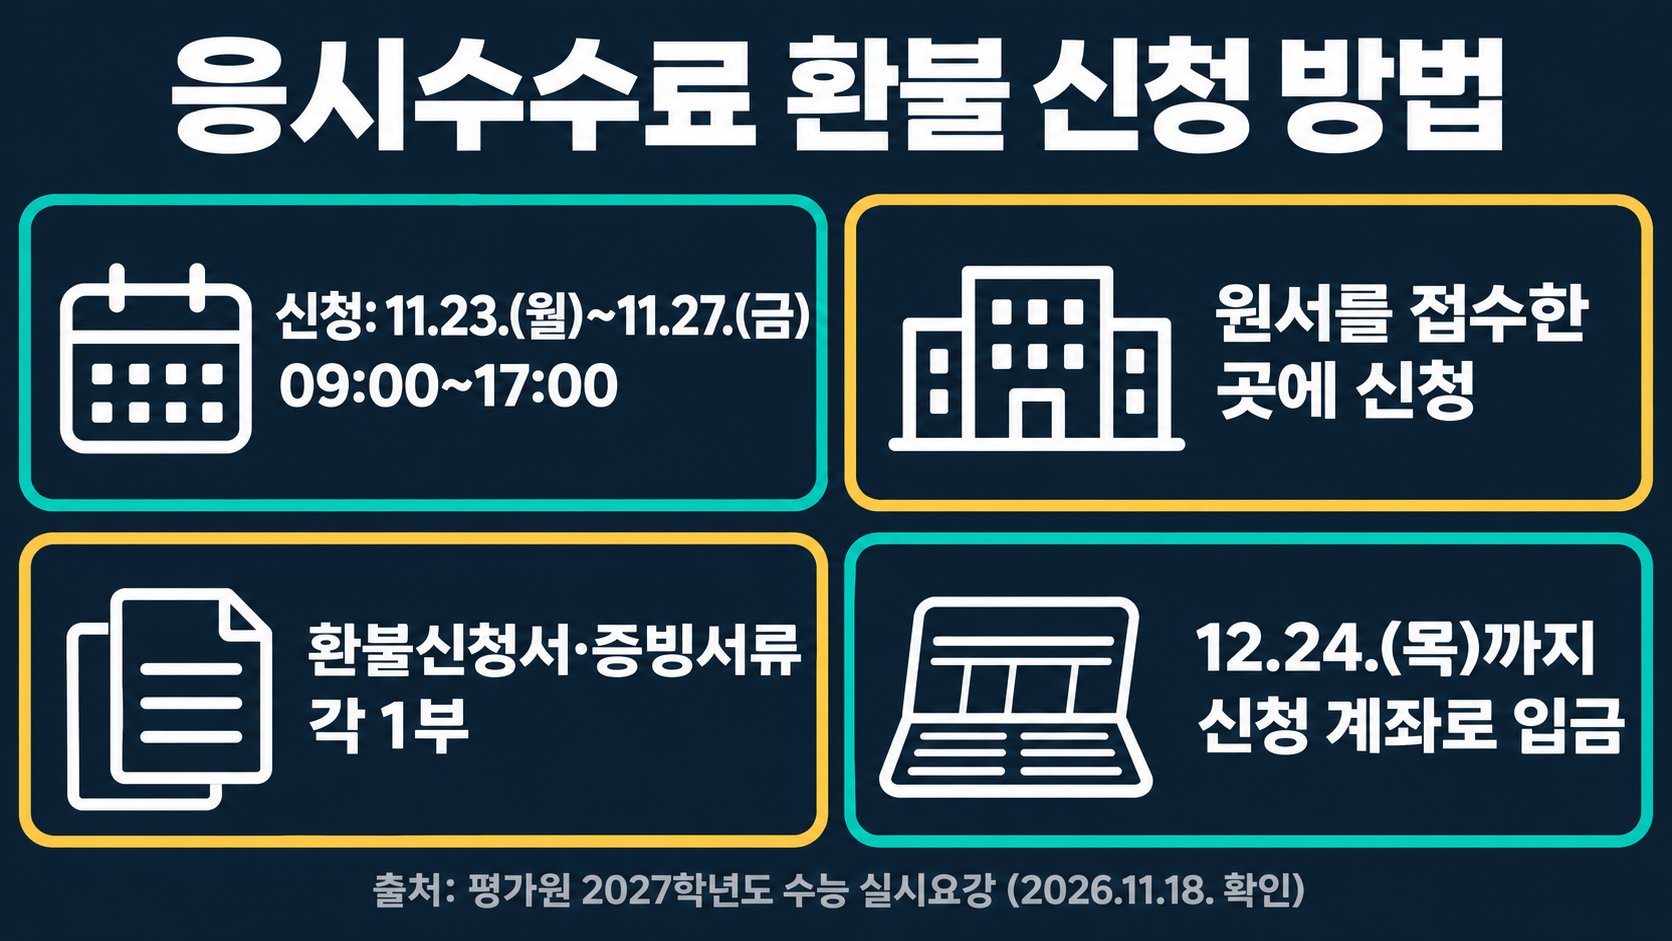 응시수수료 환불 신청 방법
신청: 11.23.(월)~11.27.(금)
09:00~17:00
원서를 접수한
곳에 신청
환불신청서·증빙서류
각 1부
12.24.(목)까지
신청 계좌로 입금
출처: 평가원 2027학년도 수능 실시요강 (2026.11.18. 확인)